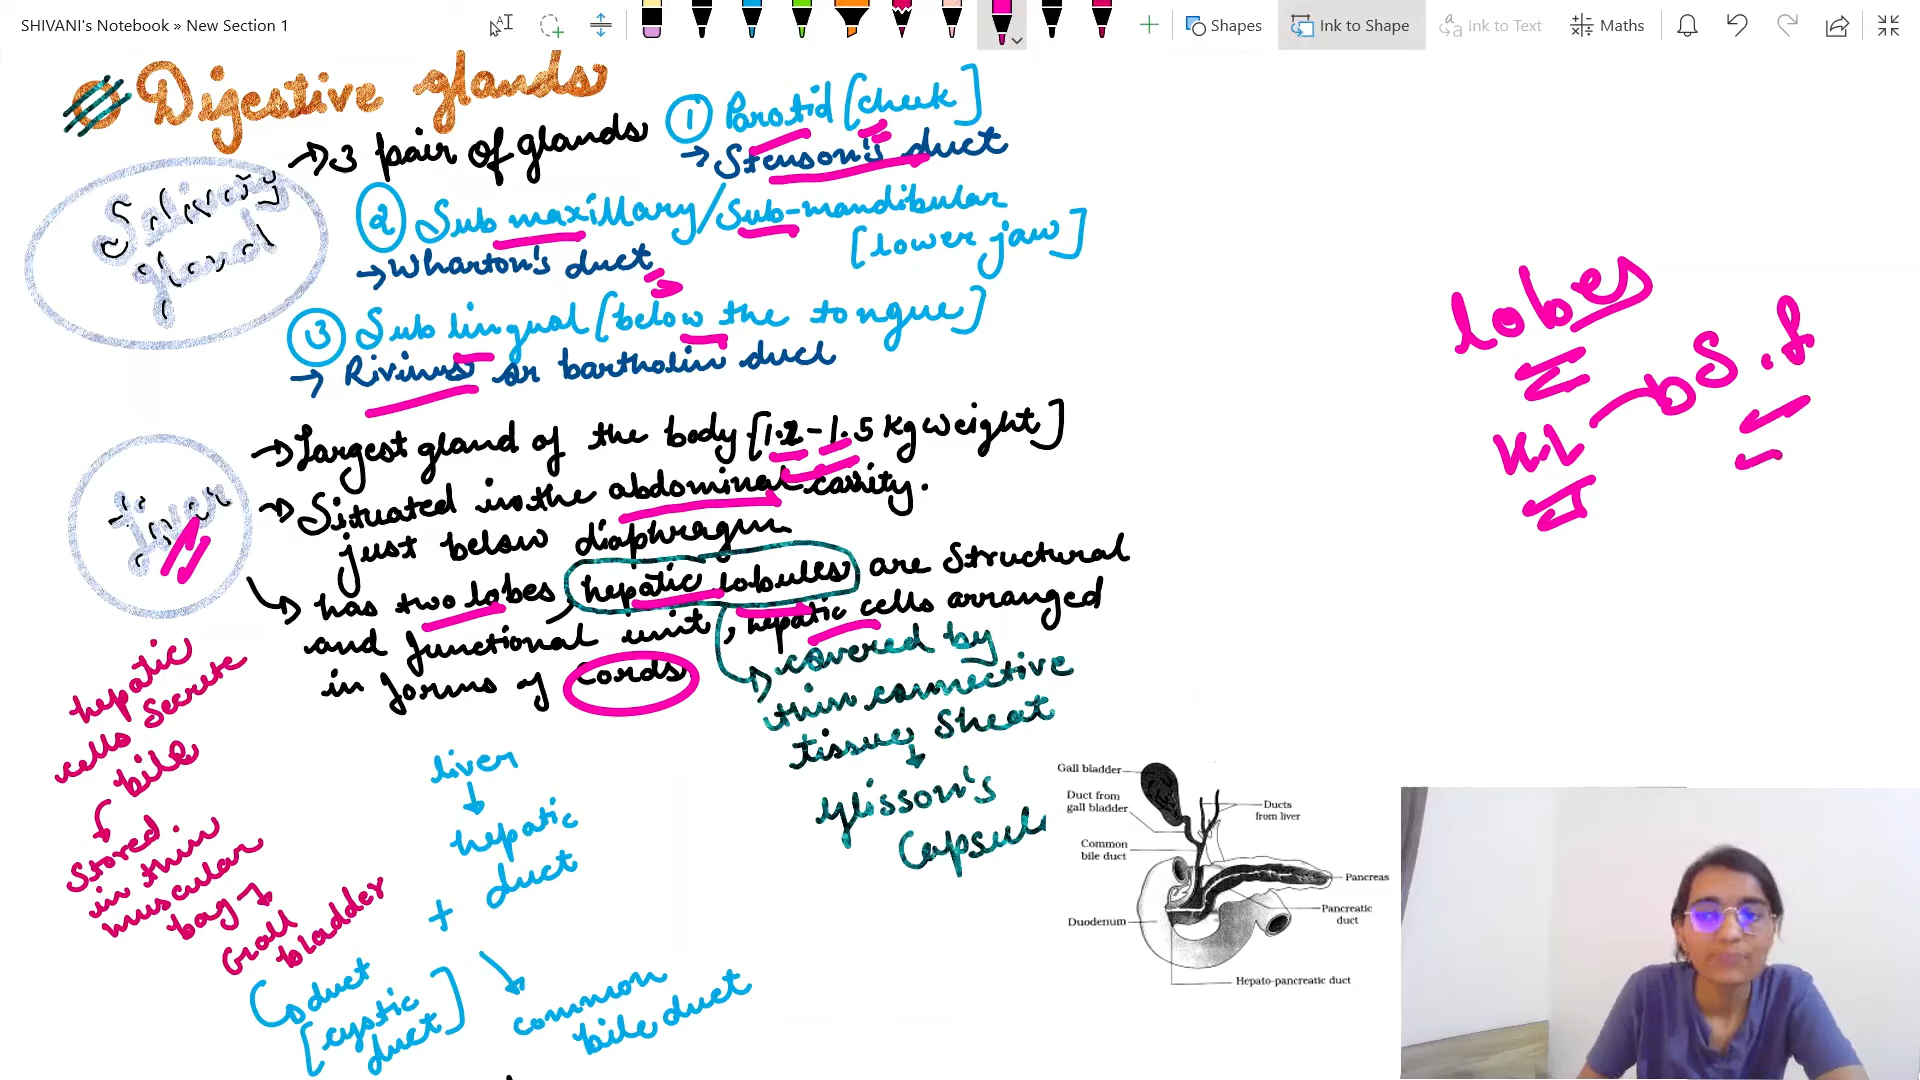 SHIVANI's Notebook » New Section 1
Shapes
Ink to Shape
Ink to Text
Maths
Digestive glands
Salivary gland
→ 3 pair of glands
① Parotid [cheek]
→ Stenson's duct
② Sub maxillary/Sub-mandibular
[lower jaw]
→ Wharton's duct
③ Sub lingual [below the tongue]
→ Rivinus or bartholin duct
Liver
→ Largest gland of the body [1.2-1.5 kg weight]
→ Situated in the abdominal cavity.
just below diaphragm
→ has two lobes, hepatic lobules are structural
and functional unit, hepatic cells arranged
in forms of cords
→ covered by
thin connective
tissue sheat
↓
Glisson's
Capsule
hepatic
cells secrete
bile
↓
stored
in thin
muscular
bag →
Gall
bladder
→ duct
[cystic
duct]
liver
↓
hepatic
duct
+
common
bile duct
lobes
K.L → S.f
Gall bladder
Duct from
gall bladder
Common
bile duct
Duodenum
Ducts
from liver
Pancreas
Pancreatic
duct
Hepato-pancreatic duct